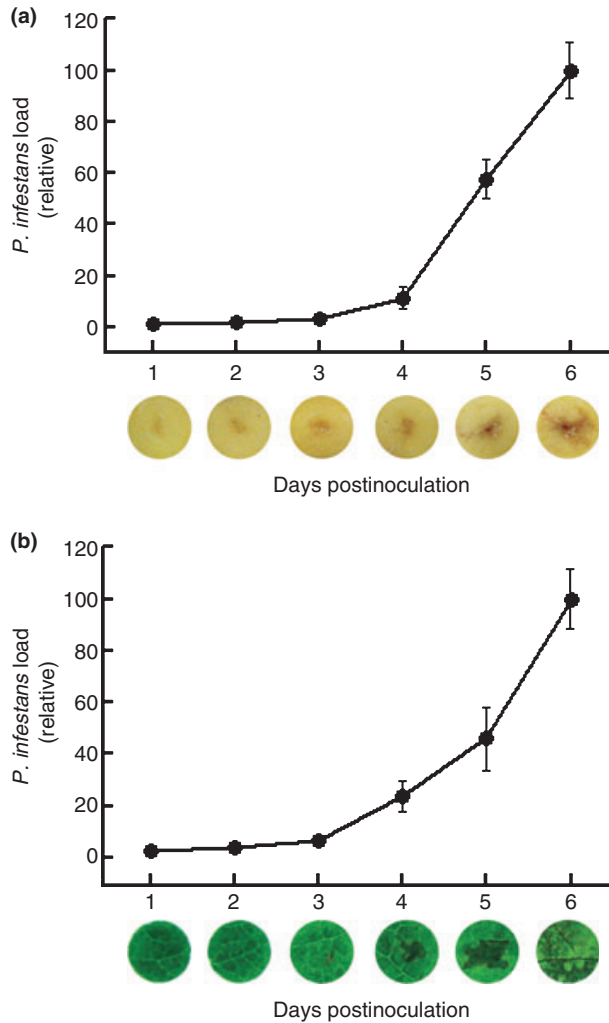 (a)
120
100
80
60
40
20
0
P. infestans load
(relative)
1 2 3 4 5 6
Days postinoculation
(b)
120
100
80
60
40
20
0
P. infestans load
(relative)
1 2 3 4 5 6
Days postinoculation